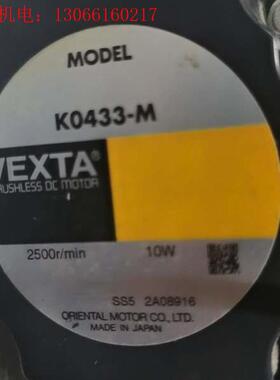 机电：13066160217
MODEL
K0433-M
VEXTA®
RUSHLESS DC MOTOR
2500r/min 10W
SS5 2A08916
ORIENTAL MOTOR CO., LTD.
MADE IN JAPAN